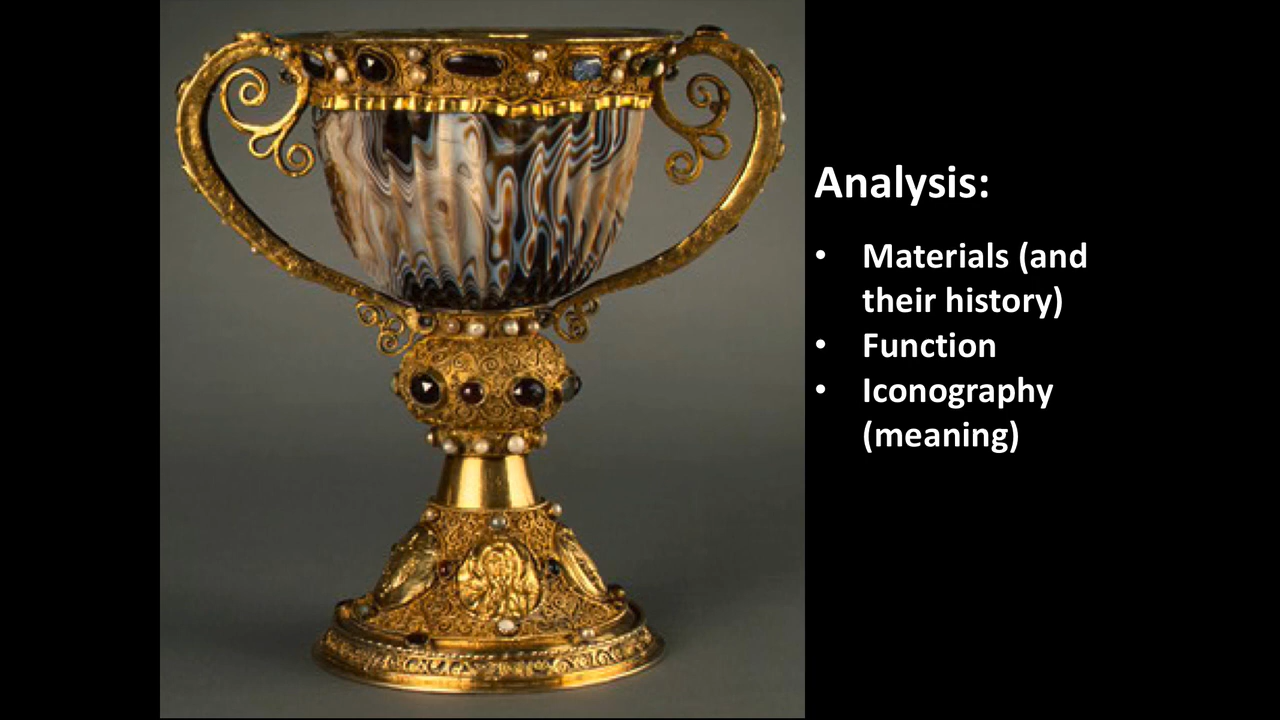 Analysis:
• Materials (and
their history)
• Function
• Iconography
(meaning)